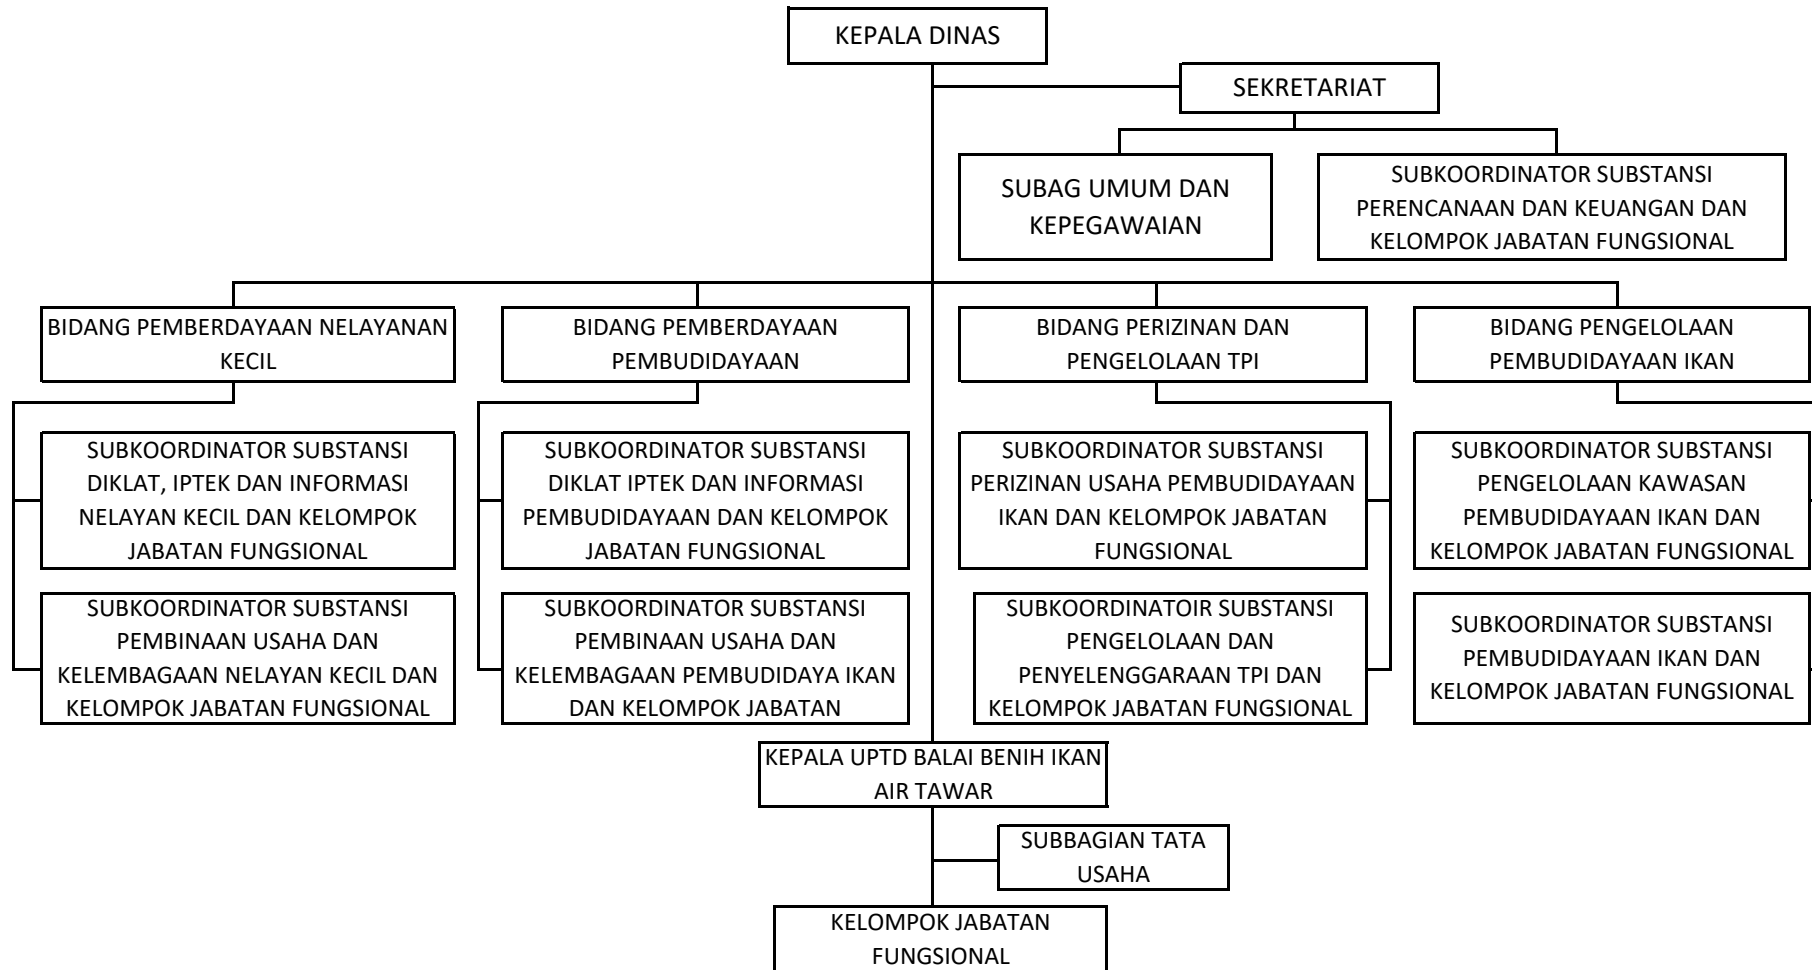 KEPALA DINAS
SEKRETARIAT
SUBAG UMUM DAN
KEPEGAWAIAN
SUBKOORDINATOR SUBSTANSI
PERENCANAAN DAN KEUANGAN DAN
KELOMPOK JABATAN FUNGSIONAL
BIDANG PEMBERDAYAAN NELAYANAN
KECIL
BIDANG PEMBERDAYAAN
PEMBUDIDAYAAN
BIDANG PERIZINAN DAN
PENGELOLAAN TPI
BIDANG PENGELOLAAN
PEMBUDIDAYAAN IKAN
SUBKOORDINATOR SUBSTANSI
DIKLAT, IPTEK DAN INFORMASI
NELAYAN KECIL DAN KELOMPOK
JABATAN FUNGSIONAL
SUBKOORDINATOR SUBSTANSI
DIKLAT IPTEK DAN INFORMASI
PEMBUDIDAYAAN DAN KELOMPOK
JABATAN FUNGSIONAL
SUBKOORDINATOR SUBSTANSI
PERIZINAN USAHA PEMBUDIDAYAAN
IKAN DAN KELOMPOK JABATAN
FUNGSIONAL
SUBKOORDINATOR SUBSTANSI
PENGELOLAAN KAWASAN
PEMBUDIDAYAAN IKAN DAN
KELOMPOK JABATAN FUNGSIONAL
SUBKOORDINATOR SUBSTANSI
PEMBINAAN USAHA DAN
KELEMBAGAAN NELAYAN KECIL DAN
KELOMPOK JABATAN FUNGSIONAL
SUBKOORDINATOR SUBSTANSI
PEMBINAAN USAHA DAN
KELEMBAGAAN PEMBUDIDAYA IKAN
DAN KELOMPOK JABATAN
SUBKOORDINATOIR SUBSTANSI
PENGELOLAAN DAN
PENYELENGGARAAN TPI DAN
KELOMPOK JABATAN FUNGSIONAL
SUBKOORDINATOR SUBSTANSI
PEMBUDIDAYAAN IKAN DAN
KELOMPOK JABATAN FUNGSIONAL
KEPALA UPTD BALAI BENIH IKAN
AIR TAWAR
SUBBAGIAN TATA
USAHA
KELOMPOK JABATAN
FUNGSIONAL